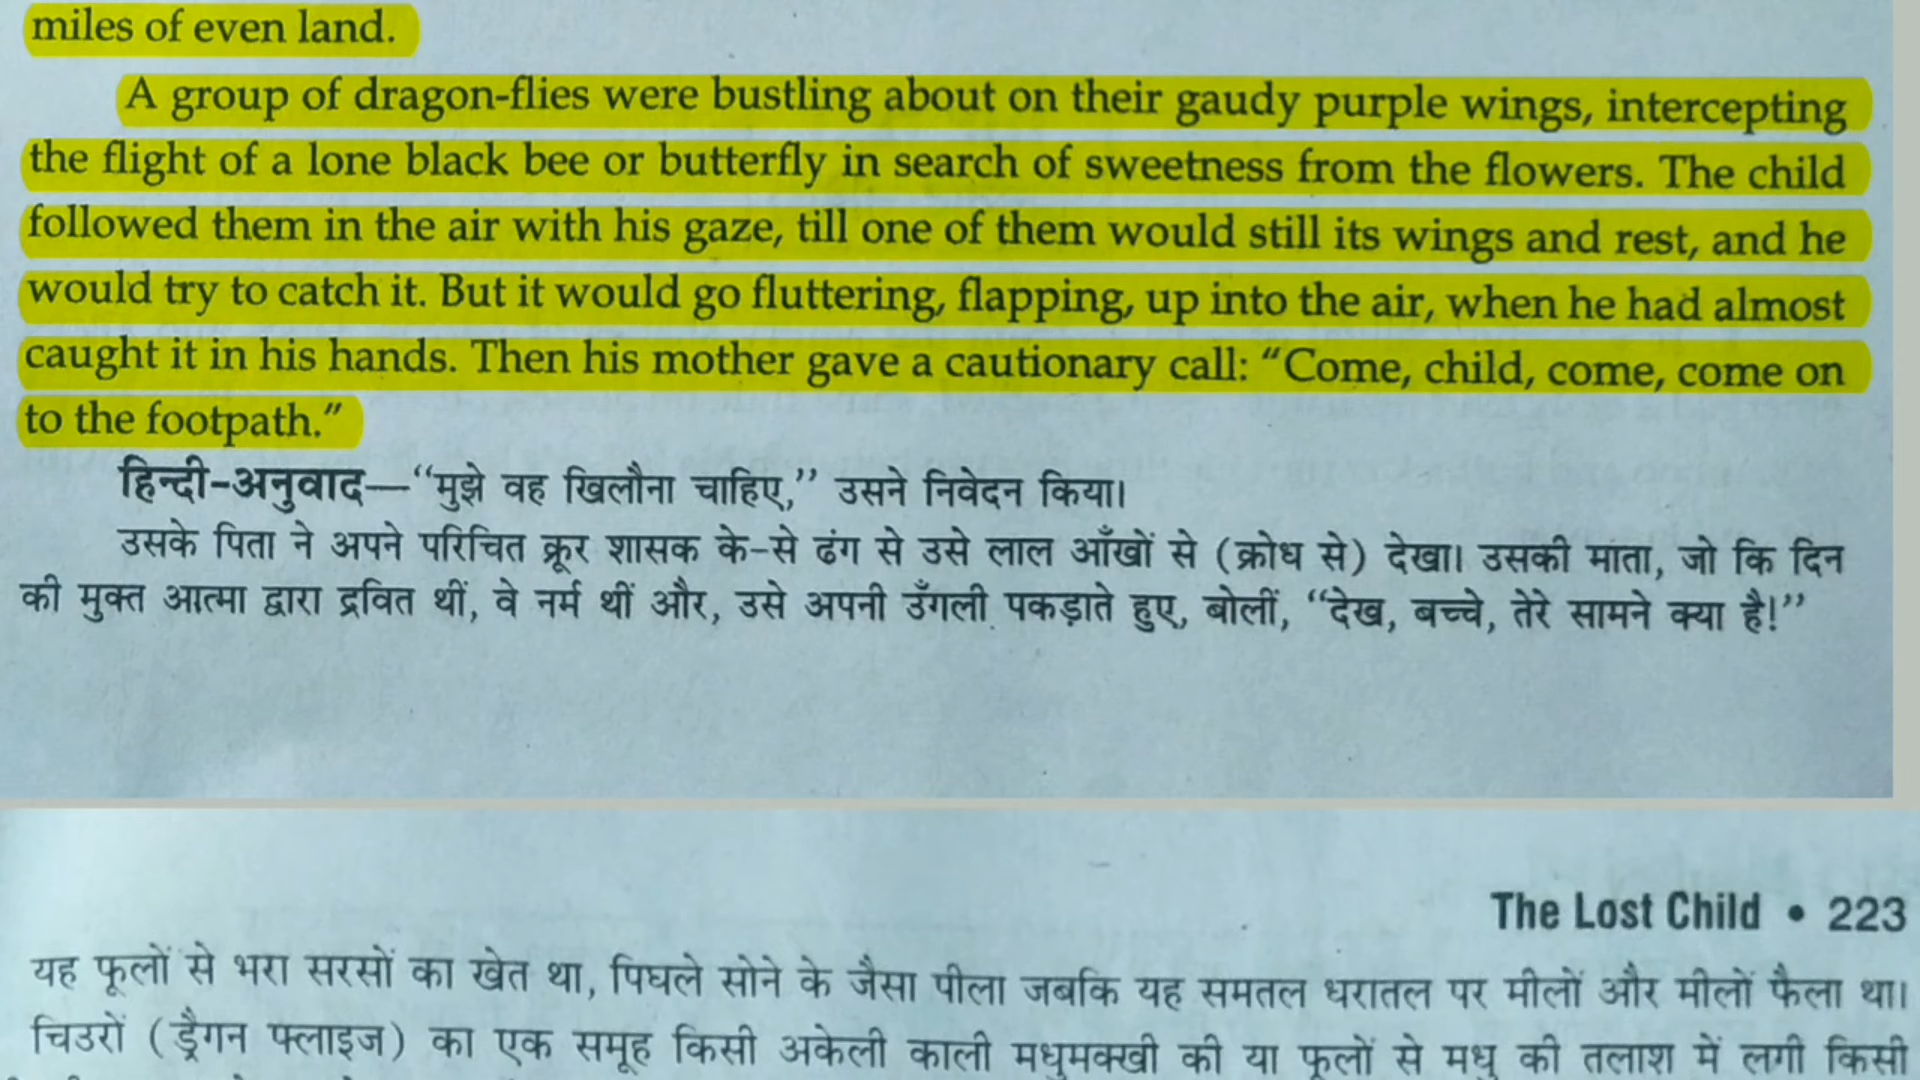 miles of even land.
A group of dragon-flies were bustling about on their gaudy purple wings, intercepting
the flight of a lone black bee or butterfly in search of sweetness from the flowers. The child
followed them in the air with his gaze, till one of them would still its wings and rest, and he
would try to catch it. But it would go fluttering, flapping, up into the air, when he had almost
caught it in his hands. Then his mother gave a cautionary call: “Come, child, come, come on
to the footpath.”
हिन्दी-अनुवाद—“मुझे वह खिलौना चाहिए,” उसने निवेदन किया।
उसके पिता ने अपने परिचित क्रूर शासक के-से ढंग से उसे लाल आँखों से (क्रोध से) देखा। उसकी माता, जो कि दिन
की मुक्त आत्मा द्वारा द्रवित थीं, वे नर्म थीं और, उसे अपनी उँगली पकड़ाते हुए, बोलीं, “देख, बच्चे, तेरे सामने क्या है!”
The Lost Child • 223
यह फूलों से भरा सरसों का खेत था, पिघले सोने के जैसा पीला जबकि यह समतल धरातल पर मीलों और मीलों फैला था।
चिउरों (ड्रैगन फ्लाइज) का एक समूह किसी अकेली काली मधुमक्खी की या फूलों से मधु की तलाश में लगी किसी